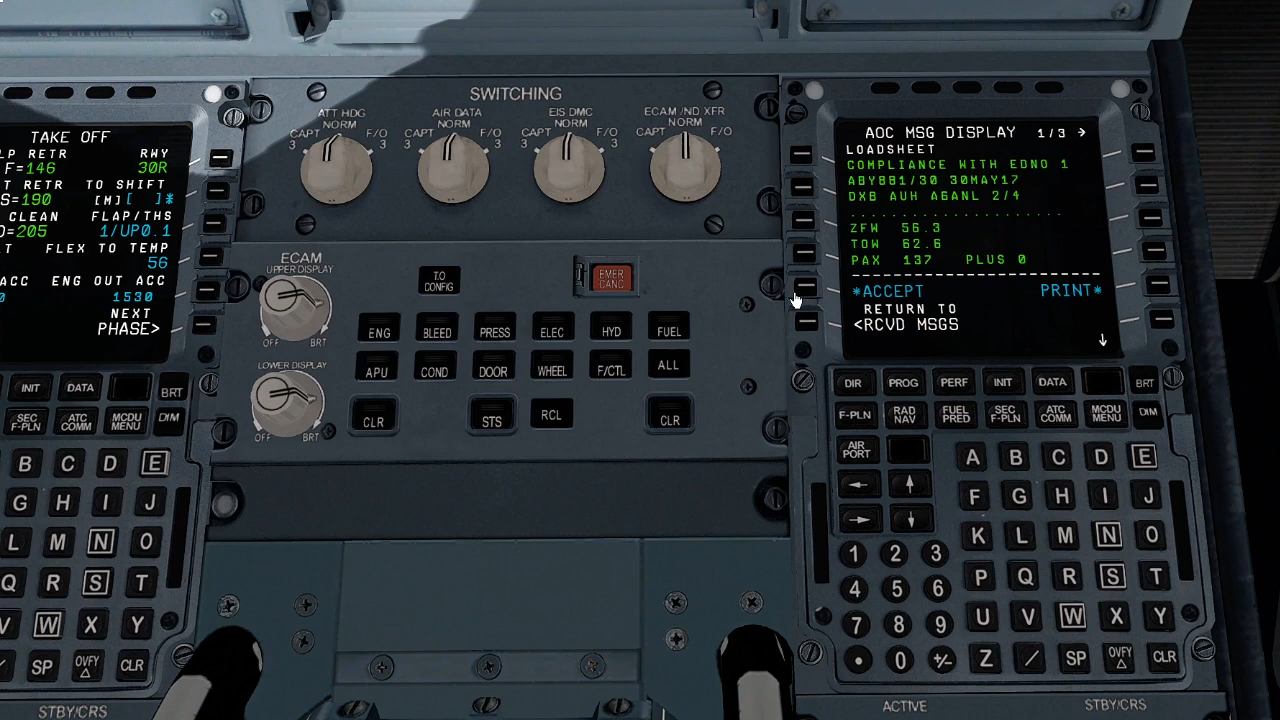 TAKE OFF
LP RETR RWY
F=146 30R
T RETR TO SHIFT
S=190 [M][ ]*
CLEAN FLAP/THS
O=205 1/UP0.1
T FLEX TO TEMP
56
ACC ENG OUT ACC
0 1530
NEXT
PHASE>
INIT DATA BRT
SEC F-PLN ATC COMM MCDU MENU DIM
B C D E
G H I J
L M N O
Q R S T
V W X Y
/ SP OVFY △ CLR
STBY/CRS
SWITCHING
ATT HDG AIR DATA EIS DMC ECAM /ND XFR
NORM NORM NORM NORM
CAPT F/O CAPT F/O CAPT F/O CAPT F/O
3 3 3 3 3 3
ECAM
UPPER DISPLAY
OFF BRT
T.O CONFIG
EMER CANC
ENG BLEED PRESS ELEC HYD FUEL
APU COND DOOR WHEEL F/CTL ALL
LOWER DISPLAY
OFF BRT
CLR STS RCL CLR
AOC MSG DISPLAY 1/3 →
LOADSHEET
COMPLIANCE WITH EDNO 1
ABYBB1/30 30MAY17
DXB AUH A6ANL 2/4
......................
ZFW 56.3
TOW 62.6
PAX 137 PLUS 0
------------------------
*ACCEPT PRINT*
RETURN TO
<RCVD MSGS ↓
DIR PROG PERF INIT DATA BRT
F-PLN RAD NAV FUEL PRED SEC F-PLN ATC COMM MCDU MENU DIM
AIR PORT
← ↑
→ ↓
A B C D E
F G H I J
K L M N O
P Q R S T
U V W X Y
Z / SP OVFY △ CLR
1 2 3
4 5 6
7 8 9
• 0 +/-
ACTIVE STBY/CRS